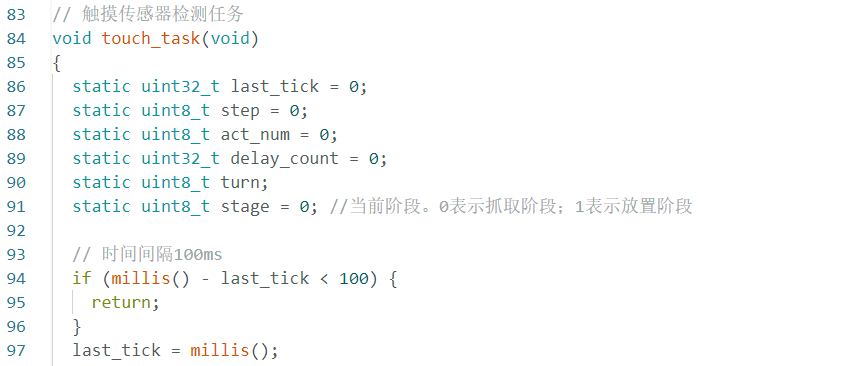 83 // 触摸传感器检测任务
84 void touch_task(void)
85 {
86 static uint32_t last_tick = 0;
87 static uint8_t step = 0;
88 static uint8_t act_num = 0;
89 static uint32_t delay_count = 0;
90 static uint8_t turn;
91 static uint8_t stage = 0; //当前阶段。0表示抓取阶段；1表示放置阶段
92
93 // 时间间隔100ms
94 if (millis() - last_tick < 100) {
95 return;
96 }
97 last_tick = millis();